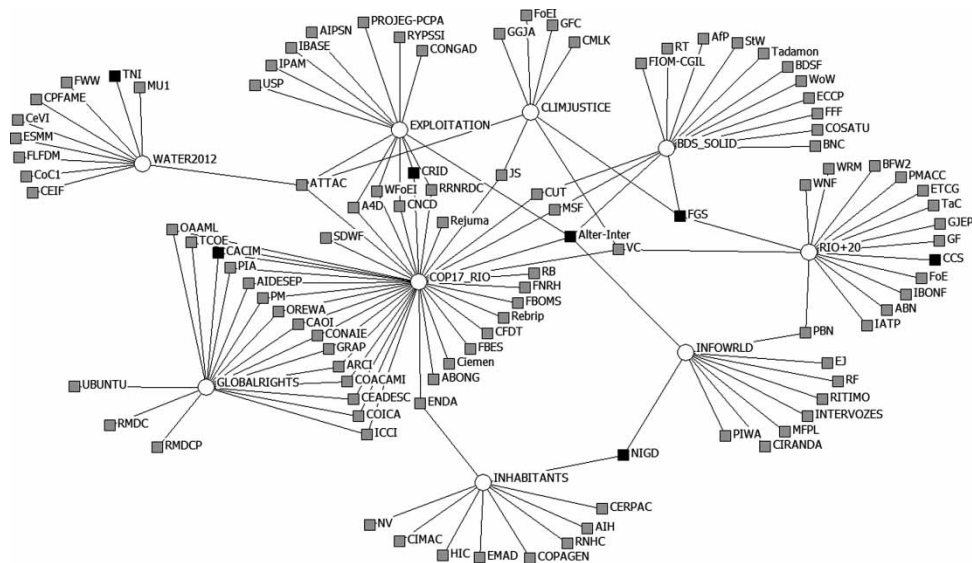 PROJEG-PCPA
FoEI
AIPSN
RYPSSI
GGJA
GFC
IBASE
CONGAD
CMLK
RT
AfP
StW
FIOM-CGIL
Tadamon
IPAM
BDSF
USP
WoW
TNI
FWW
MU1
ECCP
CPFAME
CLIMJUSTICE
FFF
CeVI
EXPLOITATION
COSATU
ESMM
BNC
BDS_SOLID
FLFDM
WATER2012
CoC1
CRID
JS
BFW2
WRM
PMACC
CEIF
ATTAC
WFoEI
RRNRDC
CUT
WNF
ETCG
A4D
CNCD
MSF
TaC
FGS
OAAML
Rejuma
GJEP
TCOE
SDWF
Alter-Inter
GF
CACIM
VC
RIO+20
CCS
PIA
RB
FoE
AIDESEP
COP17_RIO
FNRH
IBONF
PM
FBOMS
ABN
OREWA
Rebrip
IATP
CAOI
CFDT
PBN
CONAIE
FBES
INFOWRLD
GRAP
Ciemen
EJ
ARCI
ABONG
RF
UBUNTU
GLOBALRIGHTS
COACAMI
RITIMO
CEADESC
ENDA
INTERVOZES
COICA
MFPL
RMDC
ICCI
PIWA
CIRANDA
RMDCP
NIGD
INHABITANTS
CERPAC
NV
AIH
CIMAC
RNHC
HIC
EMAD
COPAGEN